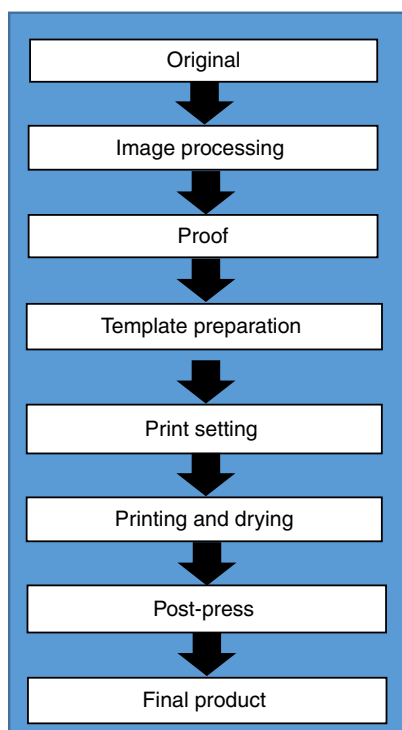 Original
Image processing
Proof
Template preparation
Print setting
Printing and drying
Post-press
Final product